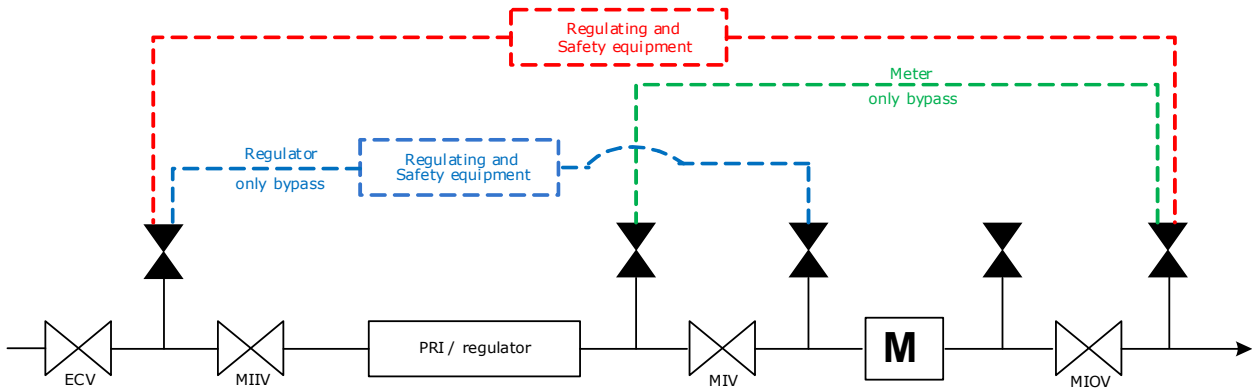 Regulating and
Safety equipment
Meter
only bypass
Regulator
only bypass
Regulating and
Safety equipment
PRI / regulator
M
ECV
MIIV
MIV
MIOV